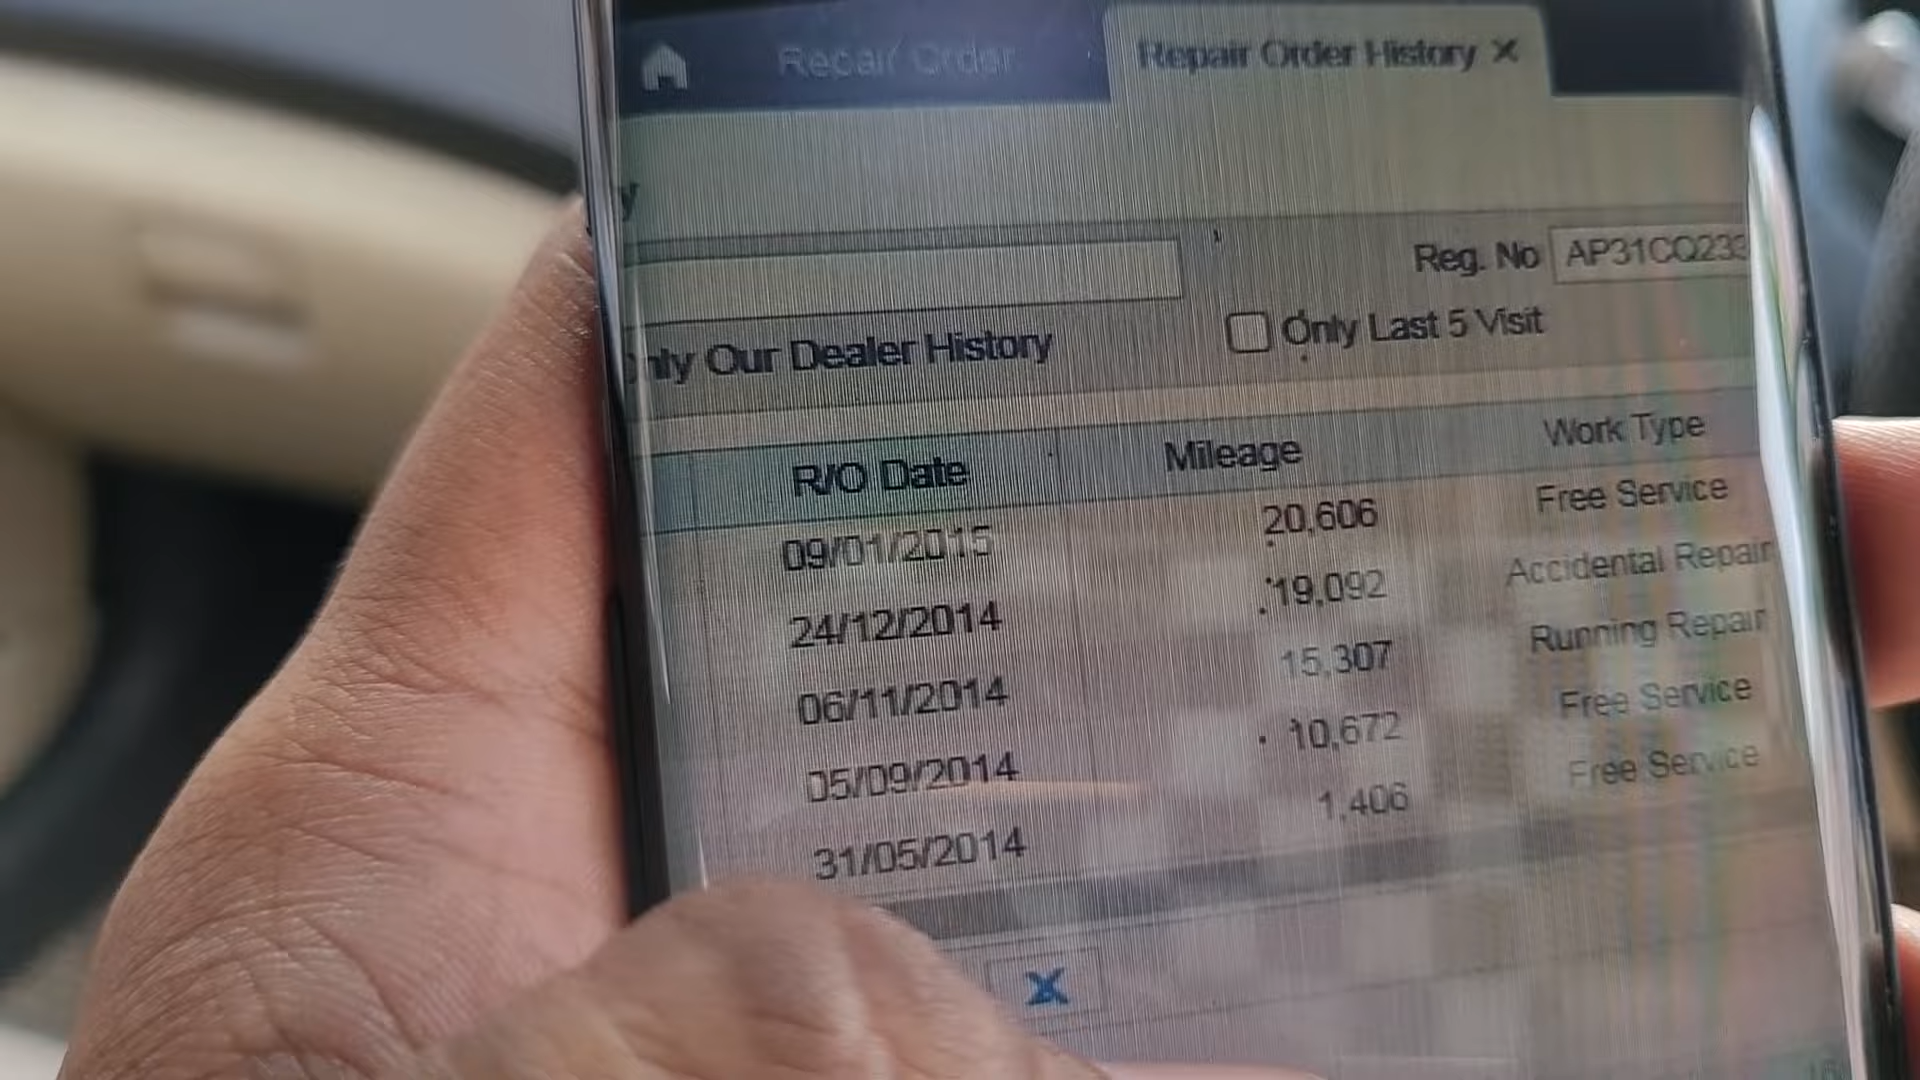 Repair Order
Repair Order History X
y
Reg. No AP31CQ233
nly Our Dealer History
Only Last 5 Visit
R/O Date Mileage Work Type
09/01/2015 20,606 Free Service
24/12/2014 19,092 Accidental Repair
06/11/2014 15,307 Running Repair
05/09/2014 10,672 Free Service
31/05/2014 1,406 Free Service